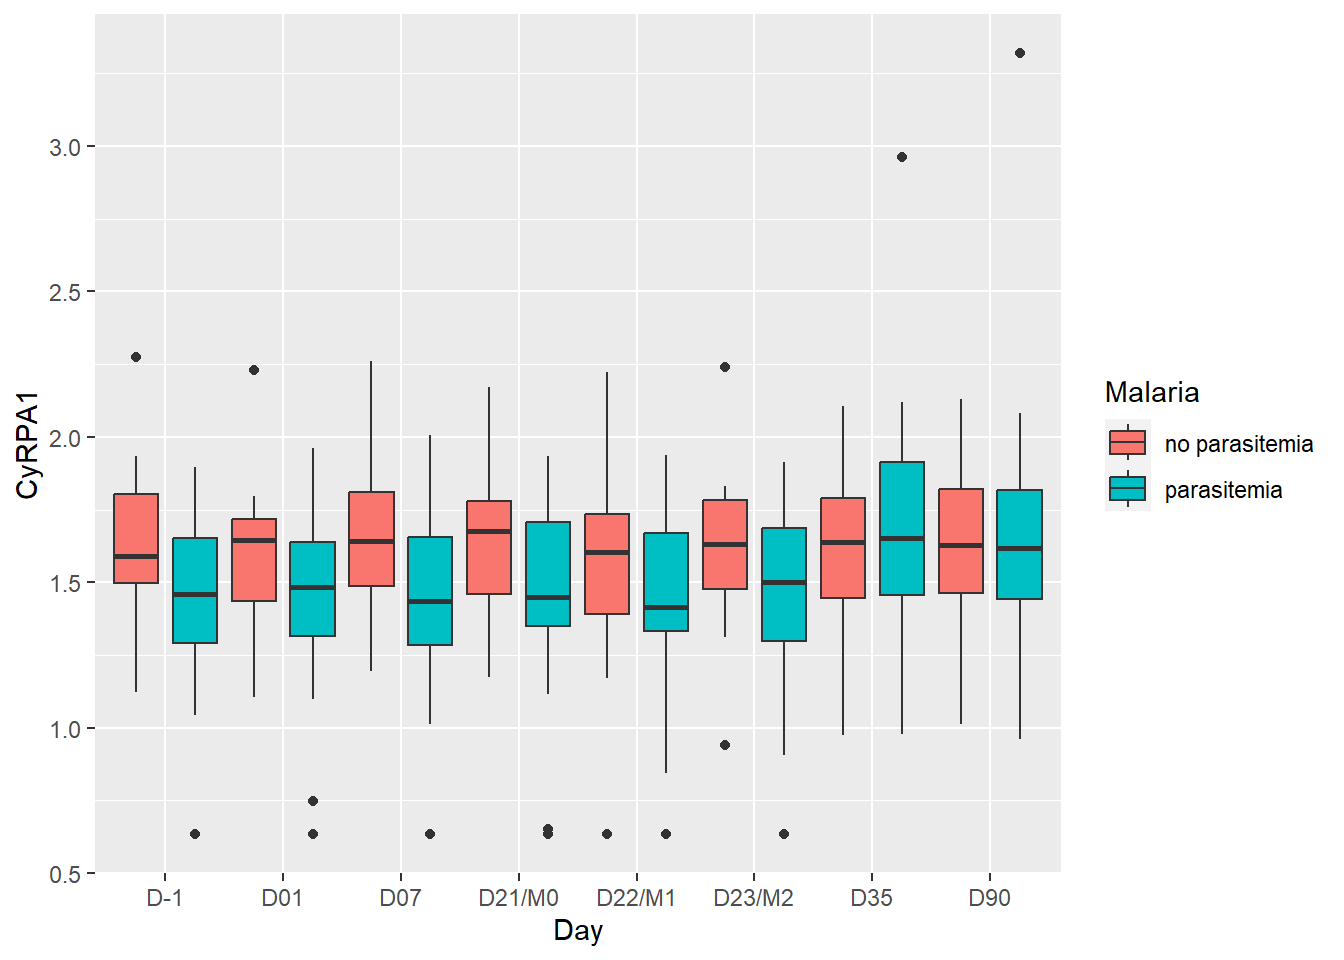 CyRPA1
3.0
2.5
2.0
1.5
1.0
0.5
D-1 D01 D07 D21/M0 D22/M1 D23/M2 D35 D90
Day
Malaria
no parasitemia
parasitemia